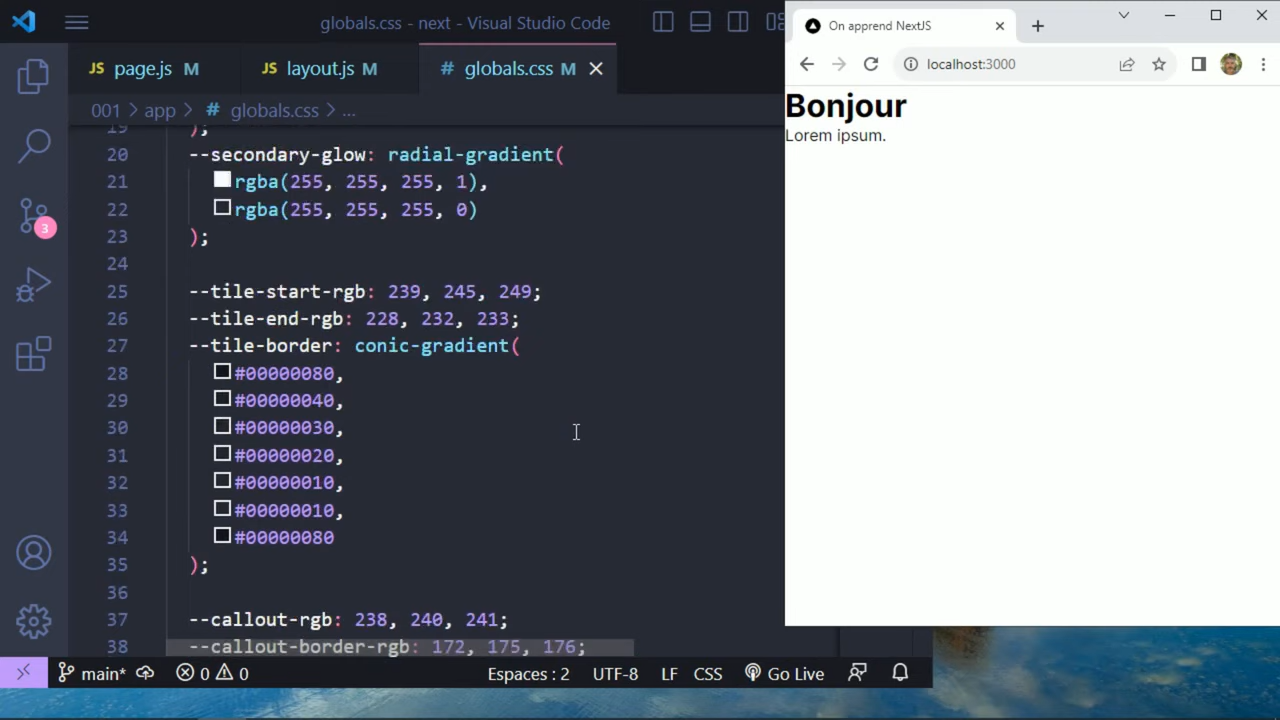 globals.css - next - Visual Studio Code
JS page.js M
JS layout.js M
# globals.css M
001 > app > # globals.css > ...
19 );
20 --secondary-glow: radial-gradient(
21 rgba(255, 255, 255, 1),
22 rgba(255, 255, 255, 0)
23 );
24
25 --tile-start-rgb: 239, 245, 249;
26 --tile-end-rgb: 228, 232, 233;
27 --tile-border: conic-gradient(
28 #00000080,
29 #00000040,
30 #00000030,
31 #00000020,
32 #00000010,
33 #00000010,
34 #00000080
35 );
36
37 --callout-rgb: 238, 240, 241;
38 --callout-border-rgb: 172, 175, 176;
3
main* 0 0 Espaces : 2 UTF-8 LF CSS Go Live
On apprend NextJS
localhost:3000
Bonjour
Lorem ipsum.